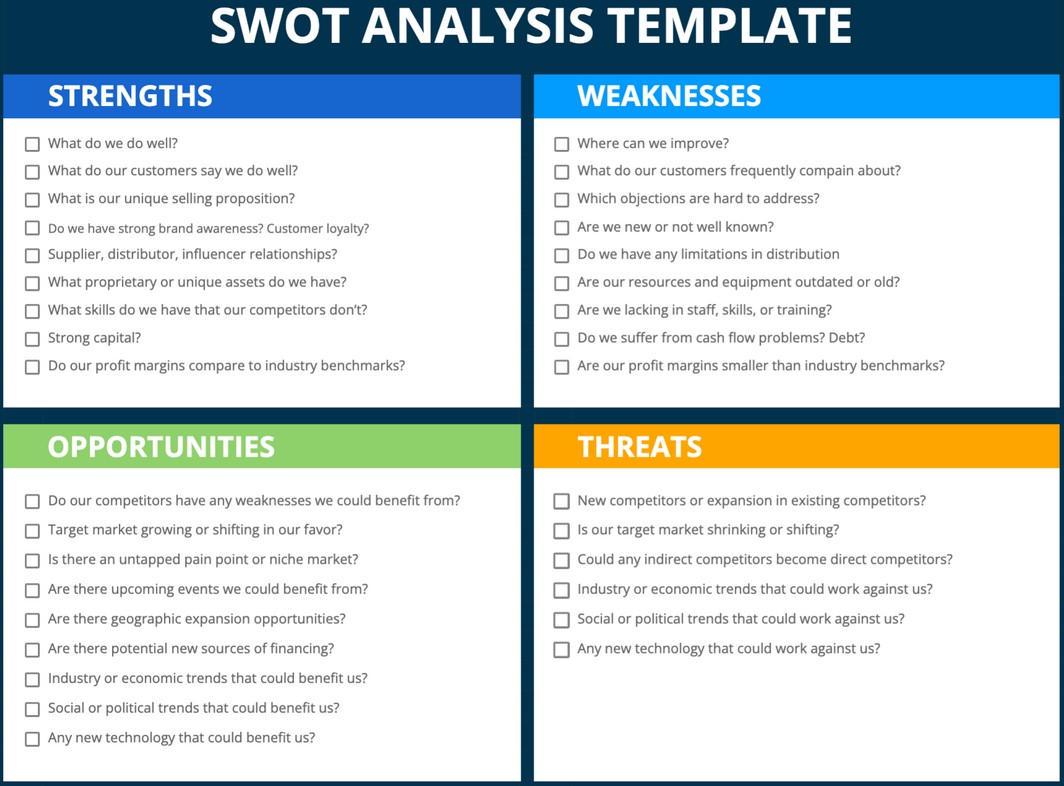 SWOT ANALYSIS TEMPLATE
STRENGTHS
What do we do well?
What do our customers say we do well?
What is our unique selling proposition?
Do we have strong brand awareness? Customer loyalty?
Supplier, distributor, influencer relationships?
What proprietary or unique assets do we have?
What skills do we have that our competitors don’t?
Strong capital?
Do our profit margins compare to industry benchmarks?
WEAKNESSES
Where can we improve?
What do our customers frequently compain about?
Which objections are hard to address?
Are we new or not well known?
Do we have any limitations in distribution
Are our resources and equipment outdated or old?
Are we lacking in staff, skills, or training?
Do we suffer from cash flow problems? Debt?
Are our profit margins smaller than industry benchmarks?
OPPORTUNITIES
Do our competitors have any weaknesses we could benefit from?
Target market growing or shifting in our favor?
Is there an untapped pain point or niche market?
Are there upcoming events we could benefit from?
Are there geographic expansion opportunities?
Are there potential new sources of financing?
Industry or economic trends that could benefit us?
Social or political trends that could benefit us?
Any new technology that could benefit us?
THREATS
New competitors or expansion in existing competitors?
Is our target market shrinking or shifting?
Could any indirect competitors become direct competitors?
Industry or economic trends that could work against us?
Social or political trends that could work against us?
Any new technology that could work against us?